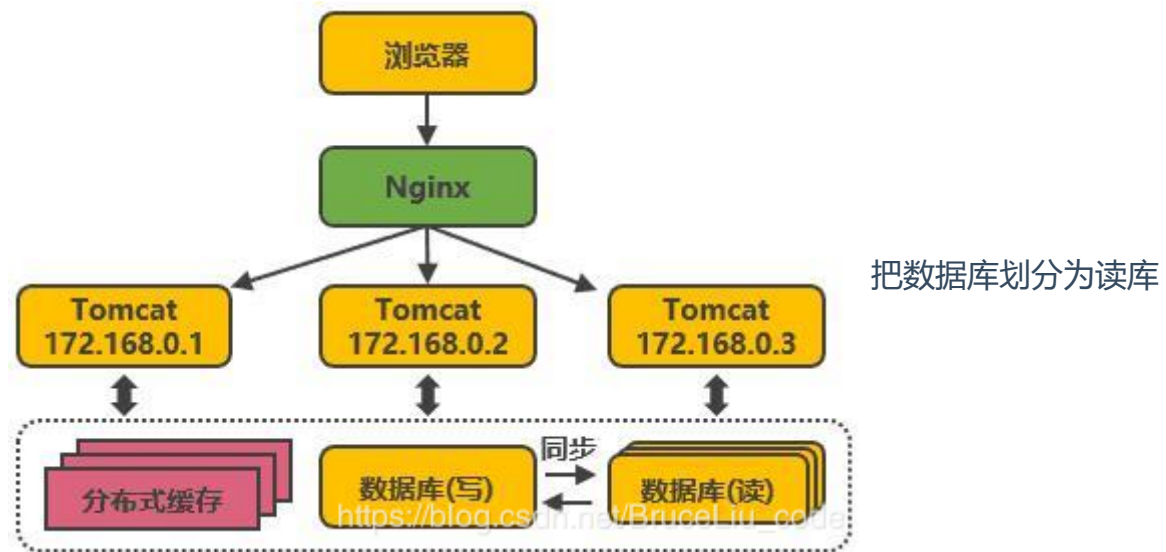 浏览器
Nginx
把数据库划分为读库
Tomcat
172.168.0.1
Tomcat
172.168.0.2
Tomcat
172.168.0.3
同步
分布式缓存
数据库(写)
数据库(读)
https://blog.csdn.net/BruceLiu_code